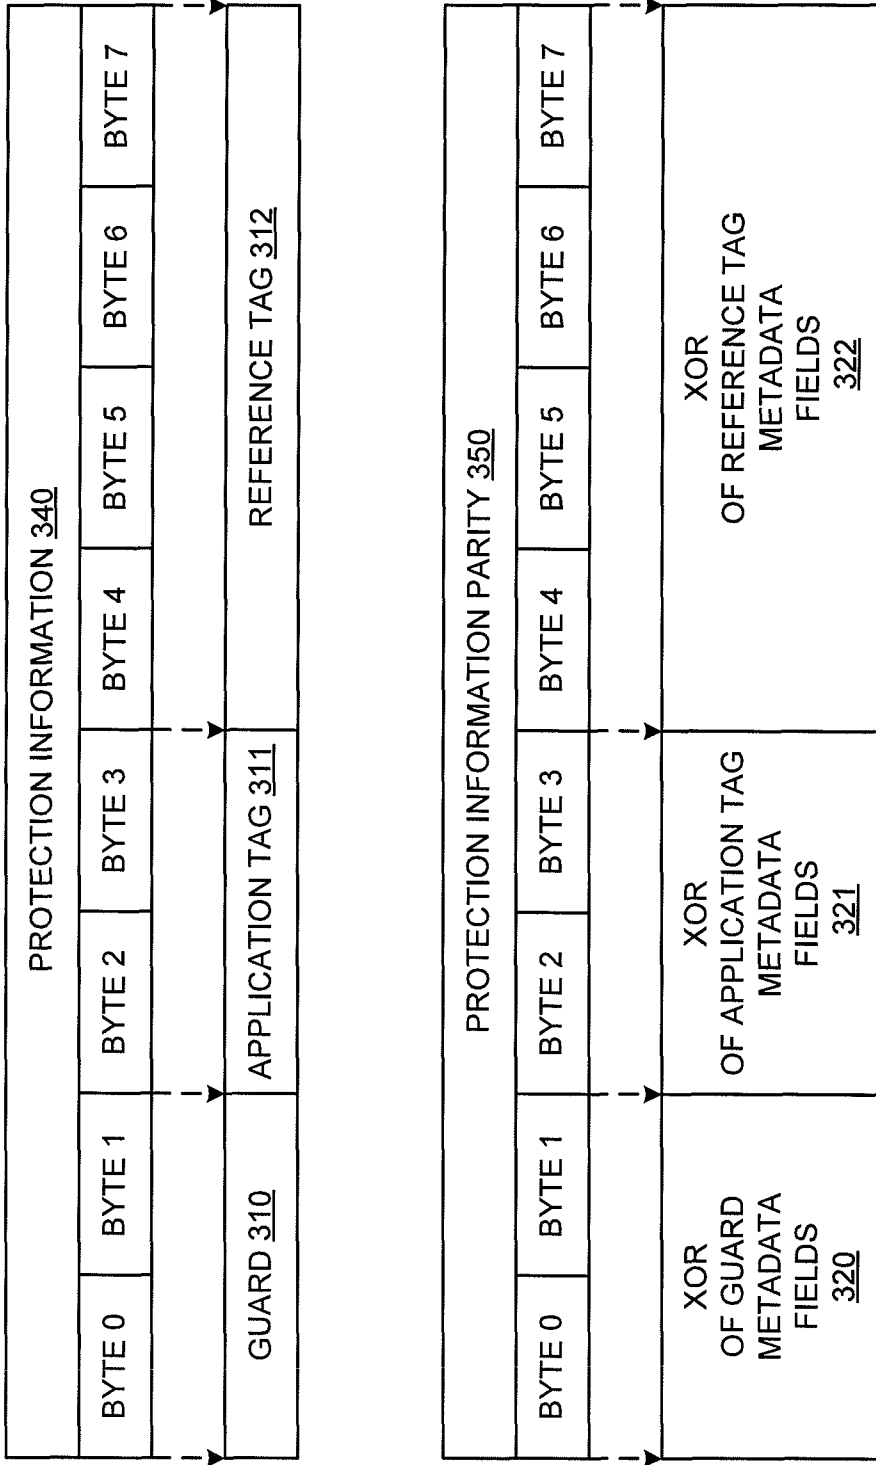 PROTECTION INFORMATION 340
BYTE 0 BYTE 1 BYTE 2 BYTE 3 BYTE 4 BYTE 5 BYTE 6 BYTE 7
GUARD 310 APPLICATION TAG 311 REFERENCE TAG 312
PROTECTION INFORMATION PARITY 350
BYTE 0 BYTE 1 BYTE 2 BYTE 3 BYTE 4 BYTE 5 BYTE 6 BYTE 7
XOR
OF GUARD
METADATA
FIELDS
320
XOR
OF APPLICATION TAG
METADATA
FIELDS
321
XOR
OF REFERENCE TAG
METADATA
FIELDS
322